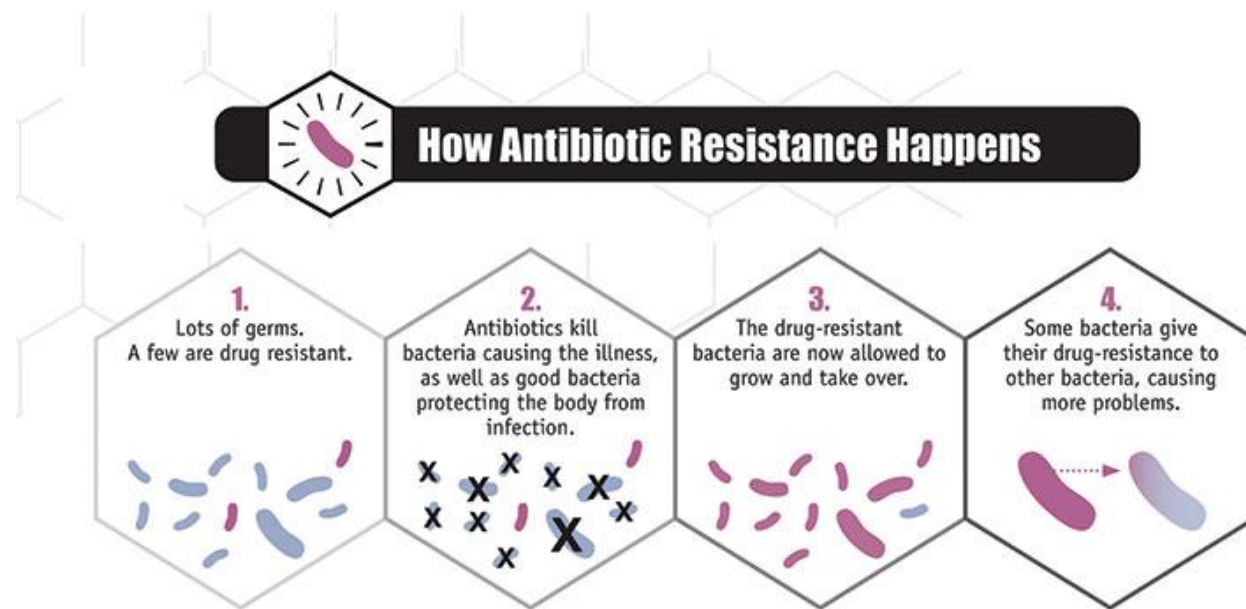 How Antibiotic Resistance Happens
1.
Lots of germs.
A few are drug resistant.
2.
Antibiotics kill
bacteria causing the illness,
as well as good bacteria
protecting the body from
infection.
X X X X X X X X X X
3.
The drug-resistant
bacteria are now allowed to
grow and take over.
4.
Some bacteria give
their drug-resistance to
other bacteria, causing
more problems.